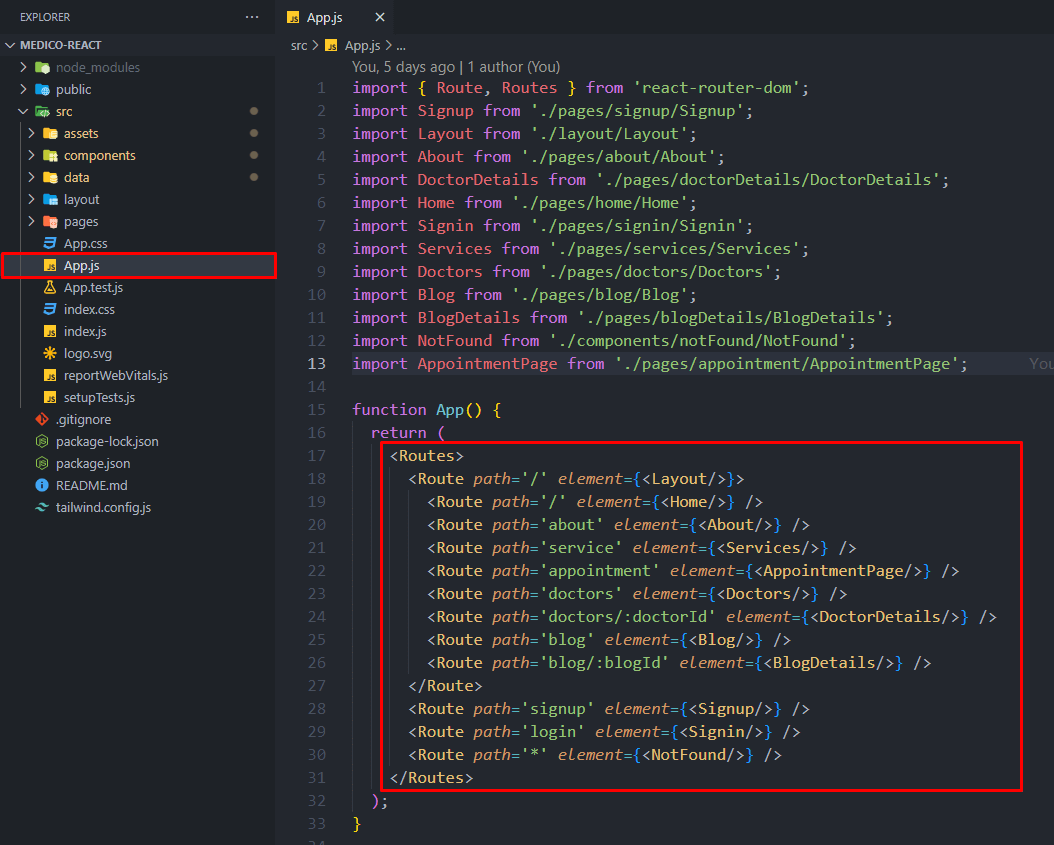 EXPLORER ...
MEDICO-REACT
node_modules
public
src
assets
components
data
layout
pages
App.css
App.js
App.test.js
index.css
index.js
logo.svg
reportWebVitals.js
setupTests.js
.gitignore
package-lock.json
package.json
README.md
tailwind.config.js
JS App.js ×
src > JS App.js > ...
You, 5 days ago | 1 author (You)
1 import { Route, Routes } from 'react-router-dom';
2 import Signup from './pages/signup/Signup';
3 import Layout from './layout/Layout';
4 import About from './pages/about/About';
5 import DoctorDetails from './pages/doctorDetails/DoctorDetails';
6 import Home from './pages/home/Home';
7 import Signin from './pages/signin/Signin';
8 import Services from './pages/services/Services';
9 import Doctors from './pages/doctors/Doctors';
10 import Blog from './pages/blog/Blog';
11 import BlogDetails from './pages/blogDetails/BlogDetails';
12 import NotFound from './components/notFound/NotFound';
13 import AppointmentPage from './pages/appointment/AppointmentPage'; You
14
15 function App() {
16 return (
17 <Routes>
18 <Route path='/' element={<Layout/>}>
19 <Route path='/' element={<Home/>} />
20 <Route path='about' element={<About/>} />
21 <Route path='service' element={<Services/>} />
22 <Route path='appointment' element={<AppointmentPage/>} />
23 <Route path='doctors' element={<Doctors/>} />
24 <Route path='doctors/:doctorId' element={<DoctorDetails/>} />
25 <Route path='blog' element={<Blog/>} />
26 <Route path='blog/:blogId' element={<BlogDetails/>} />
27 </Route>
28 <Route path='signup' element={<Signup/>} />
29 <Route path='login' element={<Signin/>} />
30 <Route path='*' element={<NotFound/>} />
31 </Routes>
32 );
33 }